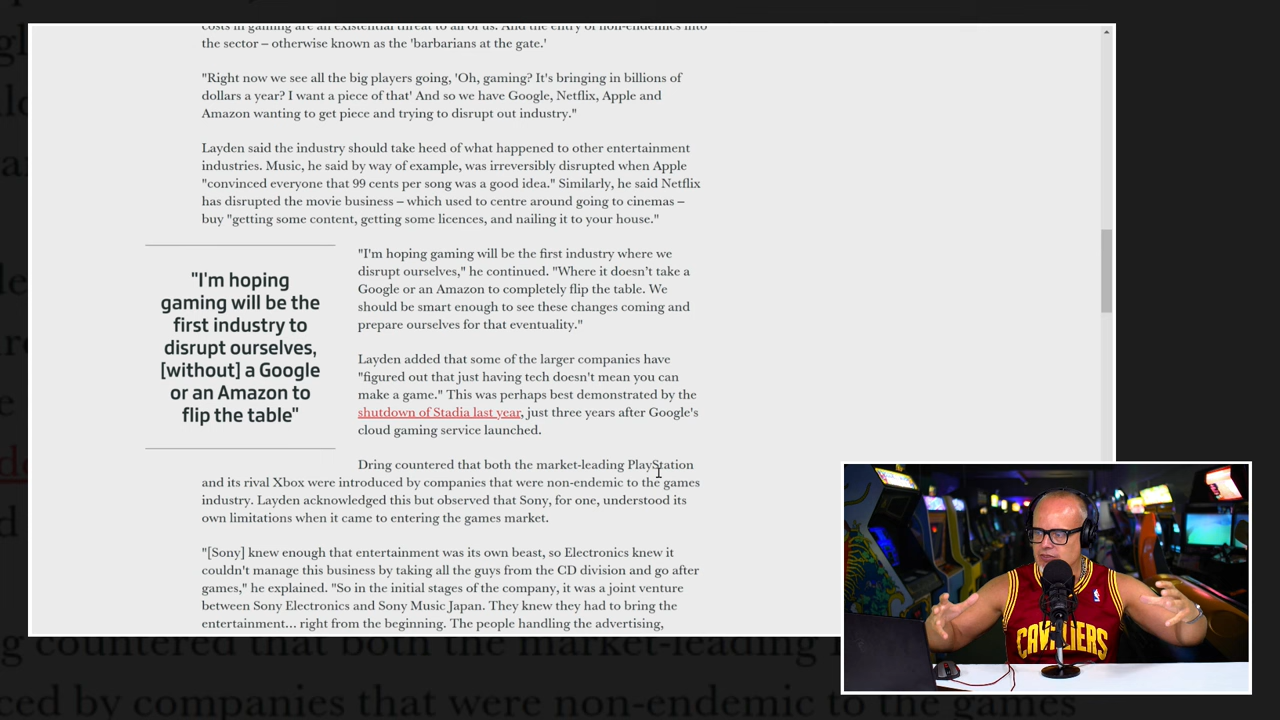 costs in gaming are an existential threat to all of us. And the entry of non-endemics into
the sector – otherwise known as the 'barbarians at the gate.'
"Right now we see all the big players going, 'Oh, gaming? It's bringing in billions of
dollars a year? I want a piece of that' And so we have Google, Netflix, Apple and
Amazon wanting to get piece and trying to disrupt out industry."
Layden said the industry should take heed of what happened to other entertainment
industries. Music, he said by way of example, was irreversibly disrupted when Apple
"convinced everyone that 99 cents per song was a good idea." Similarly, he said Netflix
has disrupted the movie business – which used to centre around going to cinemas –
buy "getting some content, getting some licences, and nailing it to your house."
"I'm hoping
gaming will be the
first industry to
disrupt ourselves,
[without] a Google
or an Amazon to
flip the table"
"I'm hoping gaming will be the first industry where we
disrupt ourselves," he continued. "Where it doesn't take a
Google or an Amazon to completely flip the table. We
should be smart enough to see these changes coming and
prepare ourselves for that eventuality."
Layden added that some of the larger companies have
"figured out that just having tech doesn't mean you can
make a game." This was perhaps best demonstrated by the
shutdown of Stadia last year, just three years after Google's
cloud gaming service launched.
Dring countered that both the market-leading PlayStation
and its rival Xbox were introduced by companies that were non-endemic to the games
industry. Layden acknowledged this but observed that Sony, for one, understood its
own limitations when it came to entering the games market.
"[Sony] knew enough that entertainment was its own beast, so Electronics knew it
couldn't manage this business by taking all the guys from the CD division and go after
games," he explained. "So in the initial stages of the company, it was a joint venture
between Sony Electronics and Sony Music Japan. They knew they had to bring the
entertainment... right from the beginning. The people handling the advertising,
CAVALIERS
g countered that both the market-leading
ced by companies that were non-endemic to the games